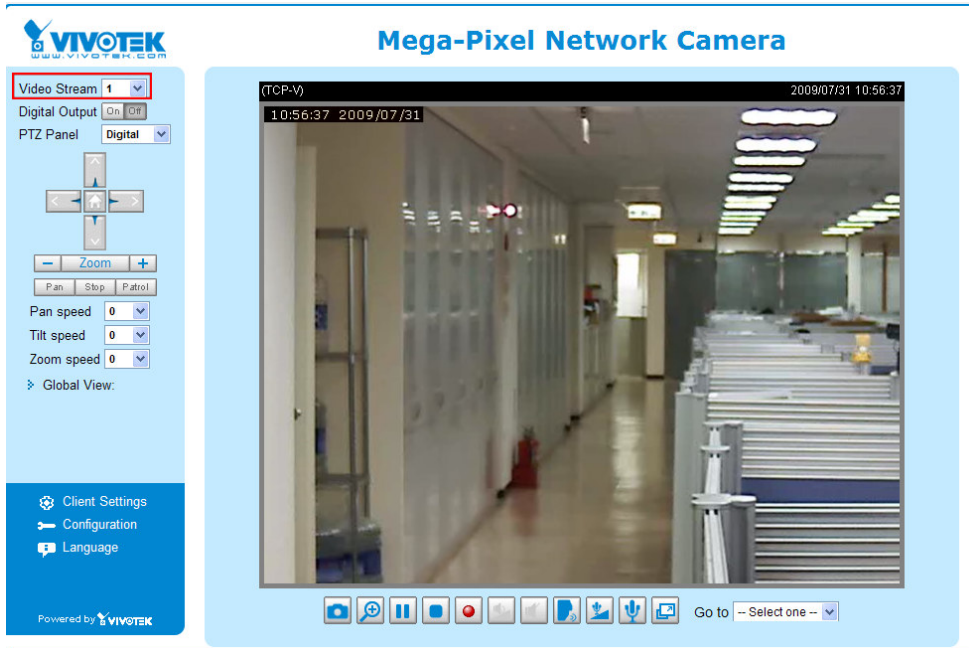 VIVOTEK
www.vivotek.com
Mega-Pixel Network Camera
Video Stream 1
Digital Output On Off
PTZ Panel Digital
Zoom
Pan Stop Patrol
Pan speed 0
Tilt speed 0
Zoom speed 0
Global View:
Client Settings
Configuration
Language
Powered by VIVOTEK
(TCP-V) 2009/07/31 10:56:37
10:56:37 2009/07/31
Go to -- Select one --